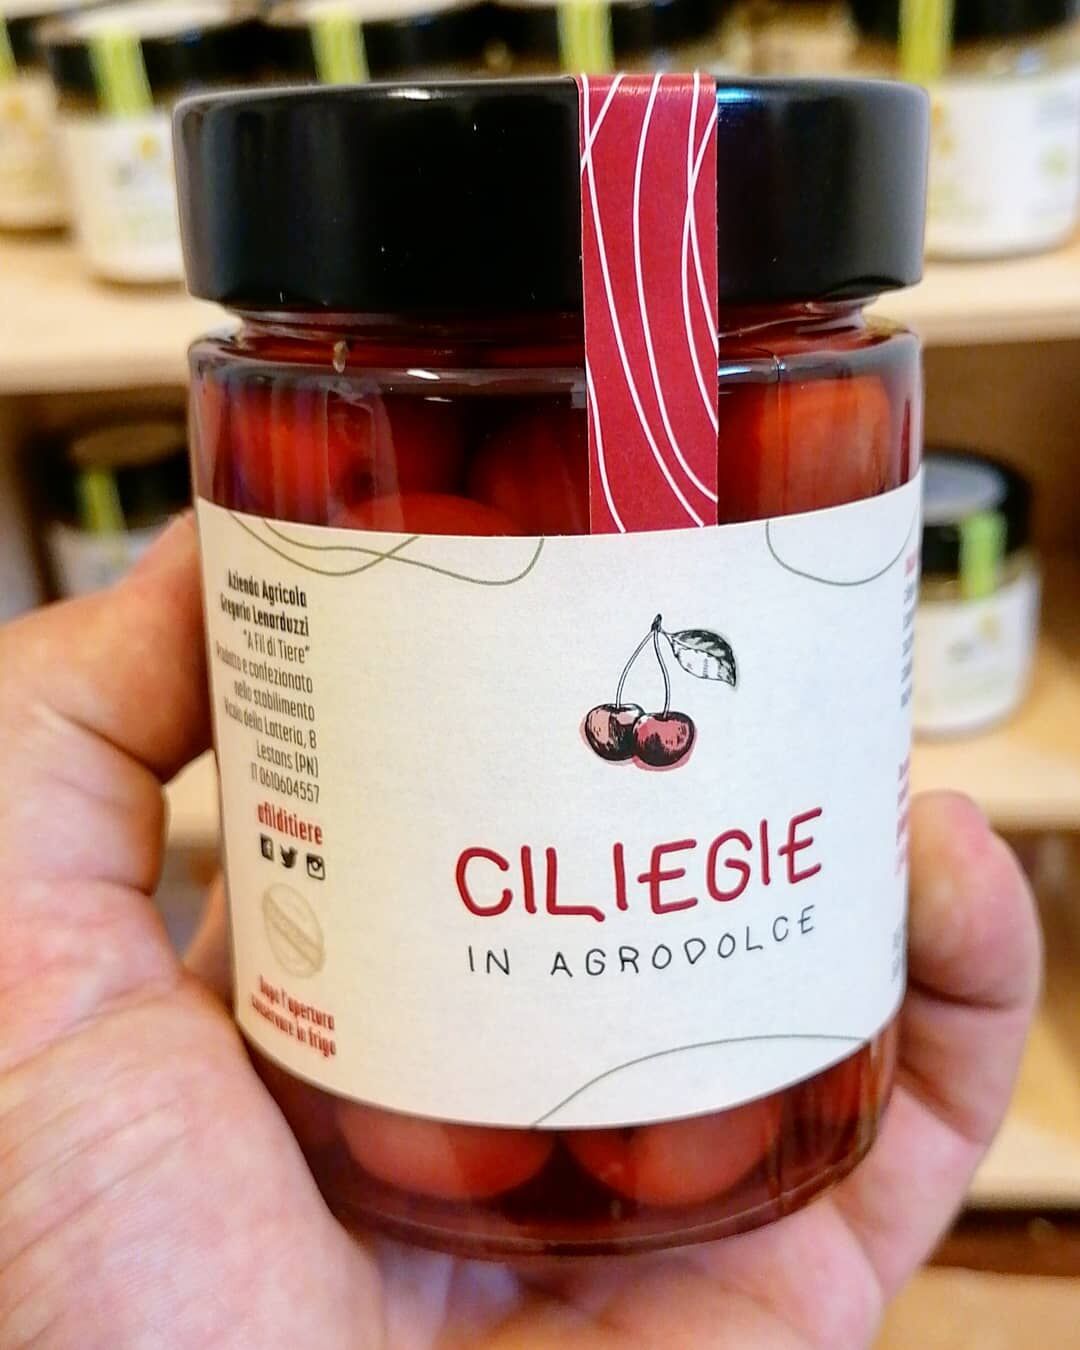 Azienda Agricola
Gregorio Lenarduzzi
"A Fil di Tiere"
Prodotto e confezionato
nello stabilimento
Vicolo della Latteria, 8
Lestans (PN)
IT 0610604557
afilditiere
Dopo l'apertura
conservare in frigo
CILIEGIE
IN AGRODOLCE